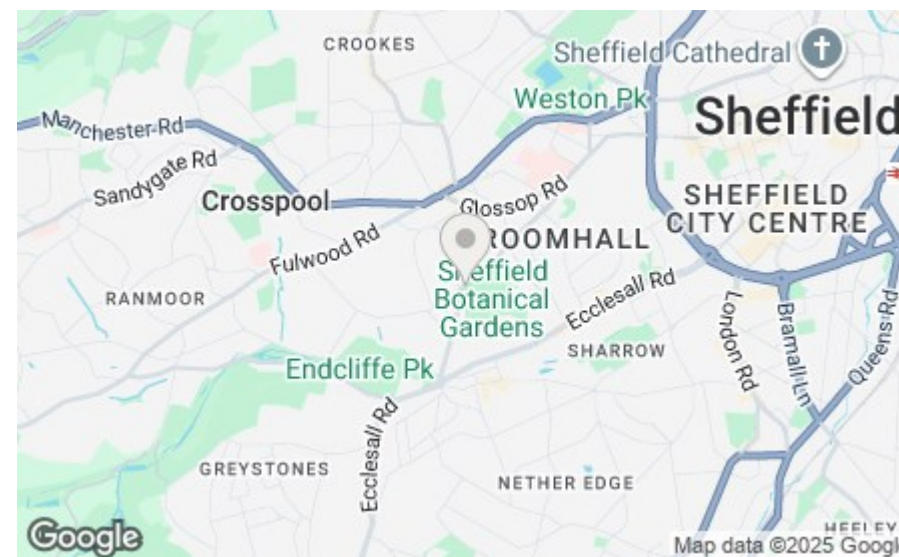 CROOKES
Sheffield Cathedral
Weston Pk
Manchester Rd
Sheffield
Sandygate Rd
Crosspool
Glossop Rd
SHEFFIELD
CITY CENTRE
ROOMHALL
Fulwood Rd
Sheffield
Botanical
Gardens
RANMOOR
Ecclesall Rd
London Rd
Bramall Ln
Queens Rd
SHARROW
Endcliffe Pk
Ecclesall Rd
GREYSTONES
NETHER EDGE
HEELEY
Google
Map data ©2025 Google